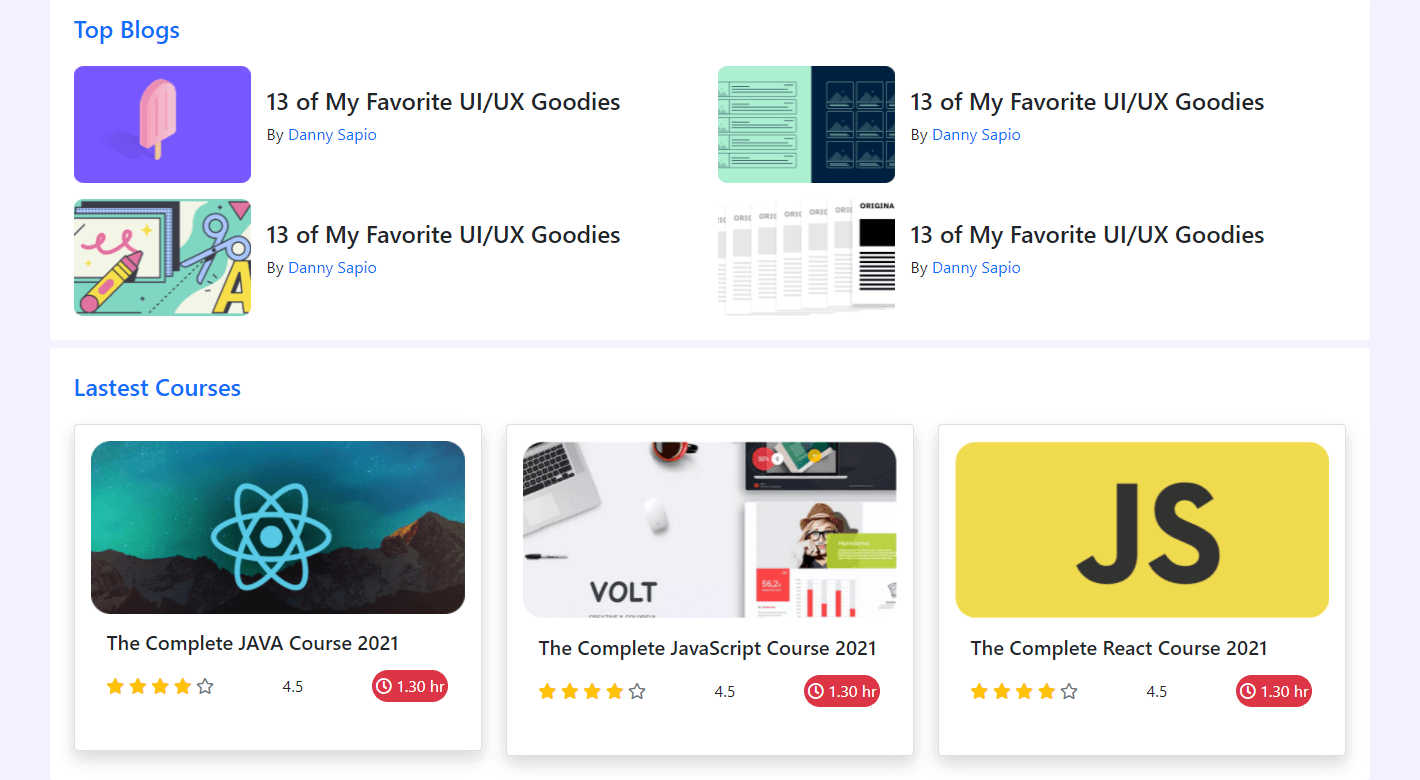 Top Blogs
13 of My Favorite UI/UX Goodies
By Danny Sapio
13 of My Favorite UI/UX Goodies
By Danny Sapio
13 of My Favorite UI/UX Goodies
By Danny Sapio
ORIGINA
13 of My Favorite UI/UX Goodies
By Danny Sapio
Lastest Courses
VOLT
56,2
JS
The Complete JAVA Course 2021
4.5
1.30 hr
The Complete JavaScript Course 2021
4.5
1.30 hr
The Complete React Course 2021
4.5
1.30 hr